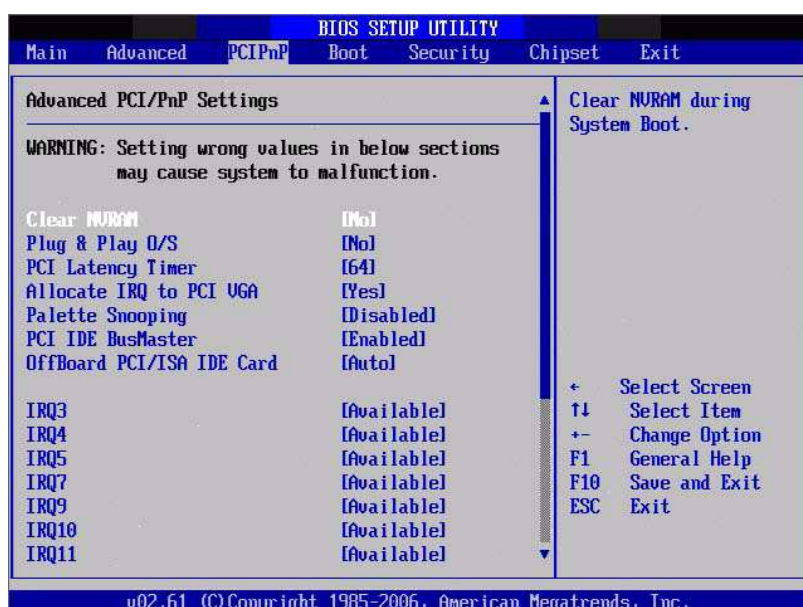 BIOS SETUP UTILITY
Main Advanced PCIPnP Boot Security Chipset Exit
Advanced PCI/PnP Settings
WARNING: Setting wrong values in below sections
may cause system to malfunction.
Clear NVRAM [No]
Plug & Play O/S [No]
PCI Latency Timer [64]
Allocate IRQ to PCI VGA [Yes]
Palette Snooping [Disabled]
PCI IDE BusMaster [Enabled]
OffBoard PCI/ISA IDE Card [Auto]
IRQ3 [Available]
IRQ4 [Available]
IRQ5 [Available]
IRQ7 [Available]
IRQ9 [Available]
IRQ10 [Available]
IRQ11 [Available]
Clear NVRAM during
System Boot.
← Select Screen
↑↓ Select Item
+- Change Option
F1 General Help
F10 Save and Exit
ESC Exit
v02.61 (C)Copyright 1985-2006, American Megatrends, Inc.